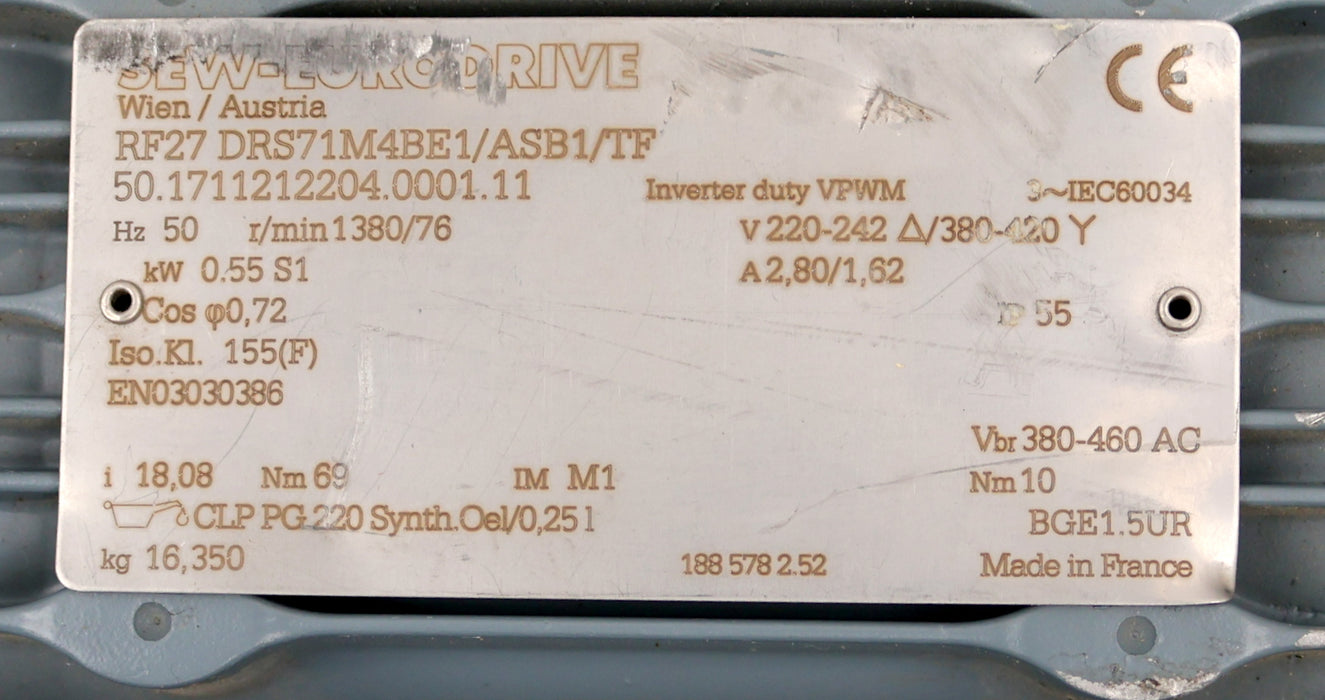 SEW-EURODRIVE CE
Wien / Austria
RF27 DRS71M4BE1/ASB1/TF
50.1711212204.0001.11 Inverter duty VPWM 3~IEC60034
Hz 50 r/min 1380/76 V 220-242 △/380-420 Y
kW 0.55 S1 A 2,80/1,62
Cos φ0,72 IP 55
Iso.Kl. 155(F)
EN03030386
Vbr 380-460 AC
i 18,08 Nm 69 IM M1 Nm 10
CLP PG 220 Synth.Oel/0,25 l BGE1.5UR
kg 16,350 188 578 2.52 Made in France